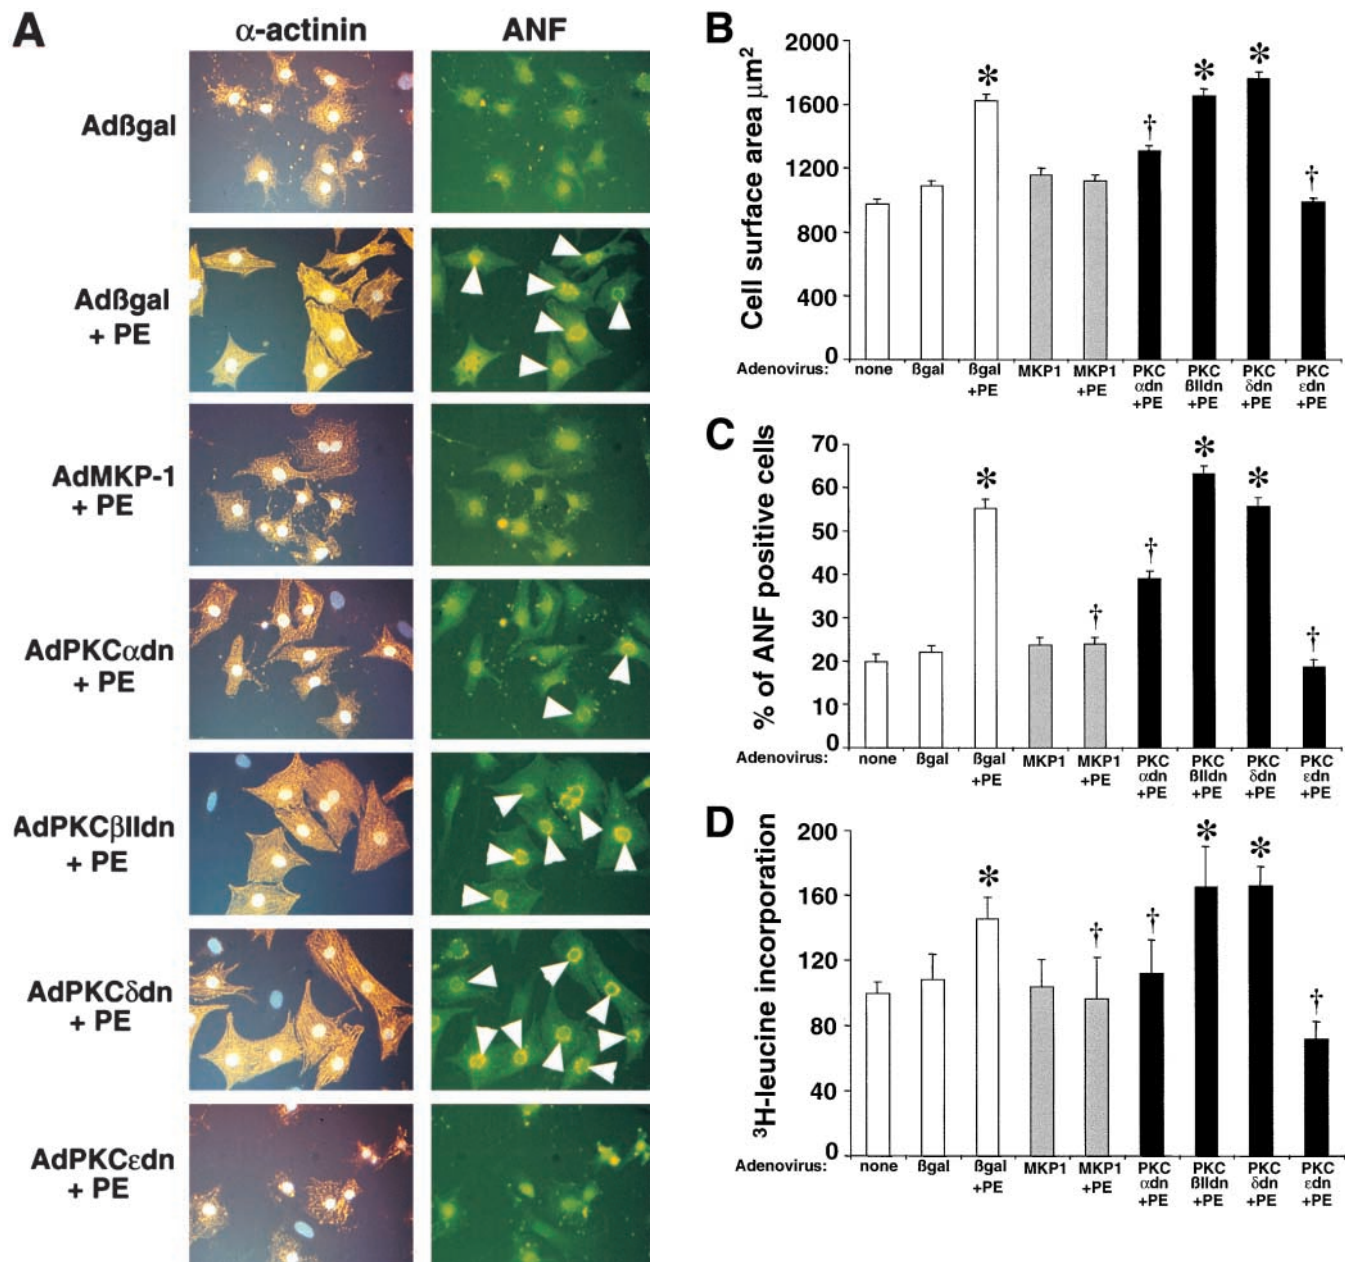 A
α-actinin ANF
Adßgal
Adßgal
+ PE
AdMKP-1
+ PE
AdPKCαdn
+ PE
AdPKCβIIdn
+ PE
AdPKCδdn
+ PE
AdPKCεdn
+ PE
B
Cell surface area µm²
2000
1600
1200
800
400
0
* † * * †
Adenovirus: none ßgal ßgal +PE MKP1 MKP1 +PE PKC αdn +PE PKC ßIIdn +PE PKC δdn +PE PKC εdn +PE
C
% of ANF positive cells
70
60
50
40
30
20
10
0
* † † * * †
Adenovirus: none ßgal ßgal +PE MKP1 MKP1 +PE PKC αdn +PE PKC ßIIdn +PE PKC δdn +PE PKC εdn +PE
D
³H-leucine incorporation
200
160
120
80
40
0
* † † * * †
Adenovirus: none ßgal ßgal +PE MKP1 MKP1 +PE PKC αdn +PE PKC ßIIdn +PE PKC δdn +PE PKC εdn +PE